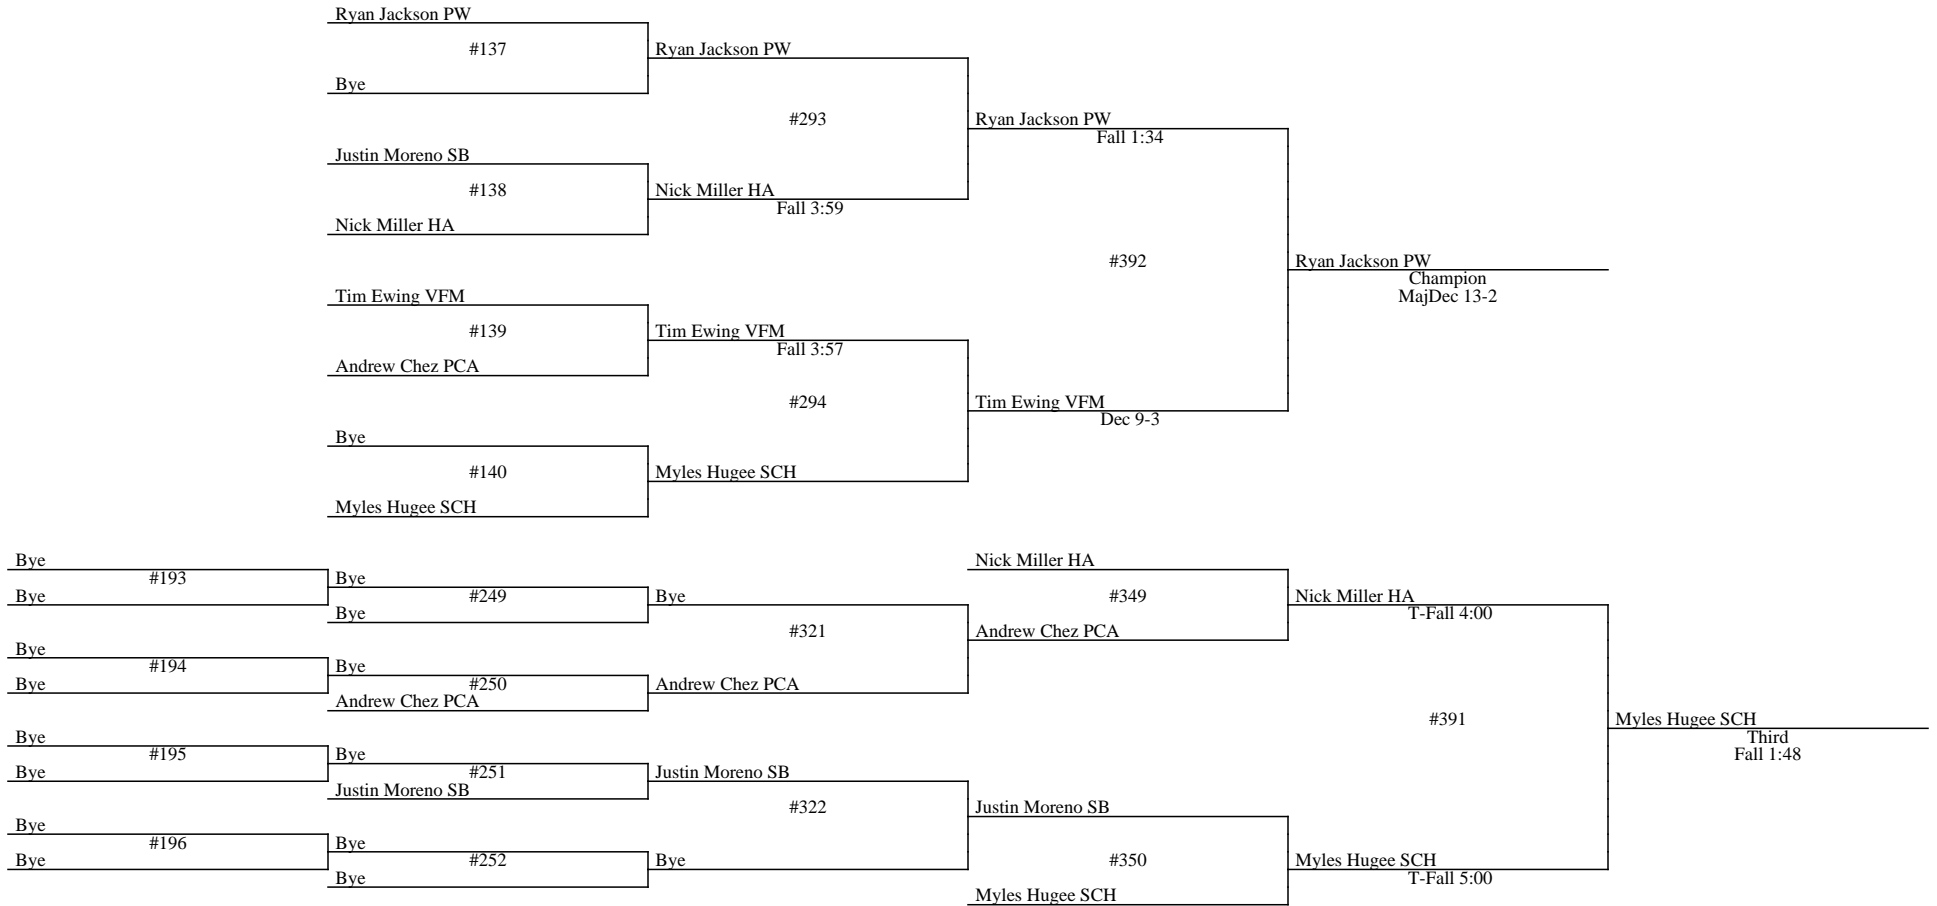 Ryan Jackson PW
#137
Ryan Jackson PW
Bye
#293
Ryan Jackson PW
Fall 1:34
Justin Moreno SB
#138
Nick Miller HA
Fall 3:59
Nick Miller HA
#392
Ryan Jackson PW
Champion
MajDec 13-2
Tim Ewing VFM
#139
Tim Ewing VFM
Fall 3:57
Andrew Chez PCA
#294
Tim Ewing VFM
Dec 9-3
Bye
#140
Myles Hugee SCH
Myles Hugee SCH
Bye
#193
Bye
Bye
#249
Bye
Bye
#321
Nick Miller HA
#349
Andrew Chez PCA
Nick Miller HA
T-Fall 4:00
Bye
#194
Bye
Bye
#250
Andrew Chez PCA
Andrew Chez PCA
#391
Myles Hugee SCH
Third
Fall 1:48
Bye
#195
Bye
Bye
#251
Justin Moreno SB
Justin Moreno SB
#322
Justin Moreno SB
#350
Myles Hugee SCH
Myles Hugee SCH
T-Fall 5:00
Bye
#196
Bye
Bye
#252
Bye
Bye